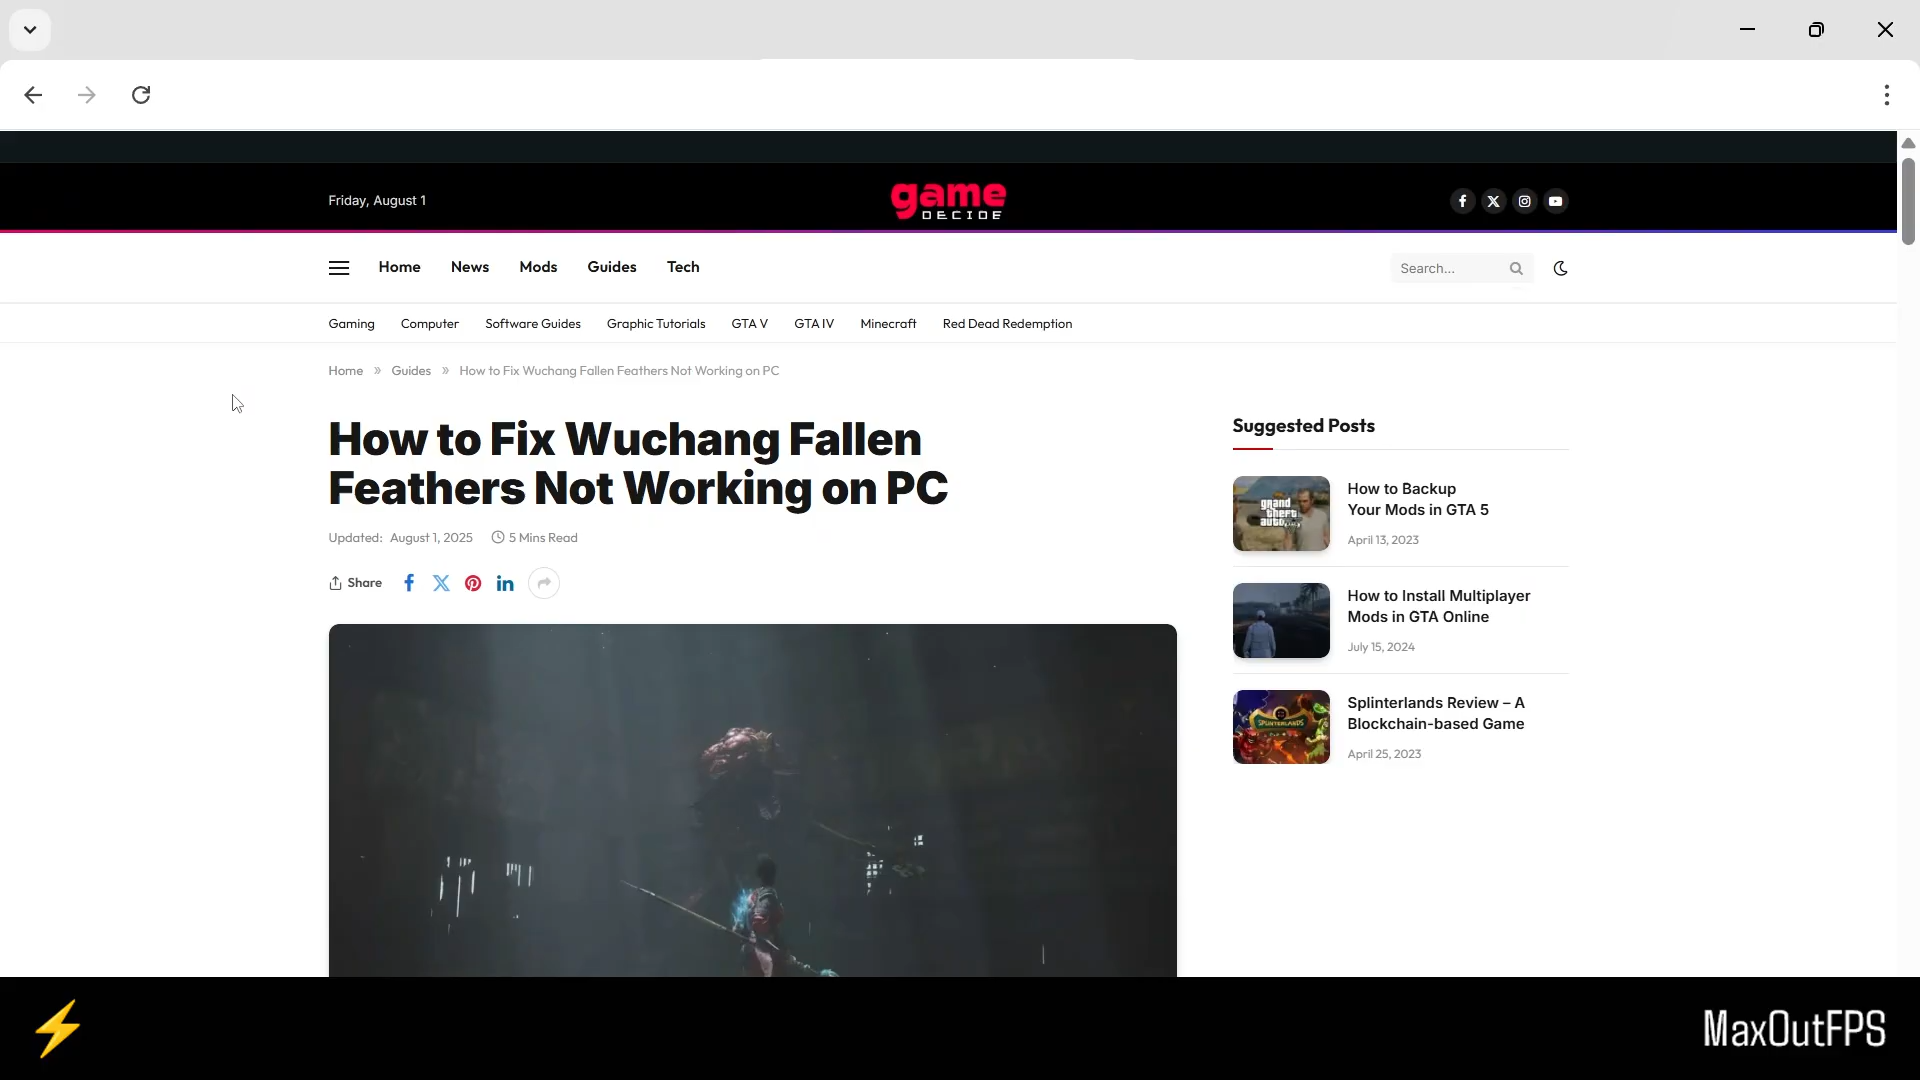 Friday, August 1
game
DECIDE
Home
News
Mods
Guides
Tech
Search...
Gaming
Computer
Software Guides
Graphic Tutorials
GTA V
GTA IV
Minecraft
Red Dead Redemption
Home » Guides » How to Fix Wuchang Fallen Feathers Not Working on PC
How to Fix Wuchang Fallen
Feathers Not Working on PC
Updated: August 1, 2025 5 Mins Read
Share
Suggested Posts
grand
theft
auto
How to Backup
Your Mods in GTA 5
April 13, 2023
How to Install Multiplayer
Mods in GTA Online
July 15, 2024
SPLINTERLANDS
Splinterlands Review – A
Blockchain-based Game
April 25, 2023
MaxOutFPS